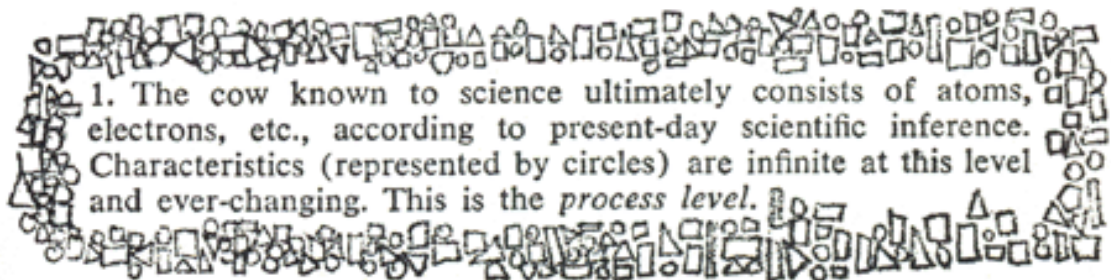 1. The cow known to science ultimately consists of atoms,
electrons, etc., according to present-day scientific inference.
Characteristics (represented by circles) are infinite at this level
and ever-changing. This is the process level.